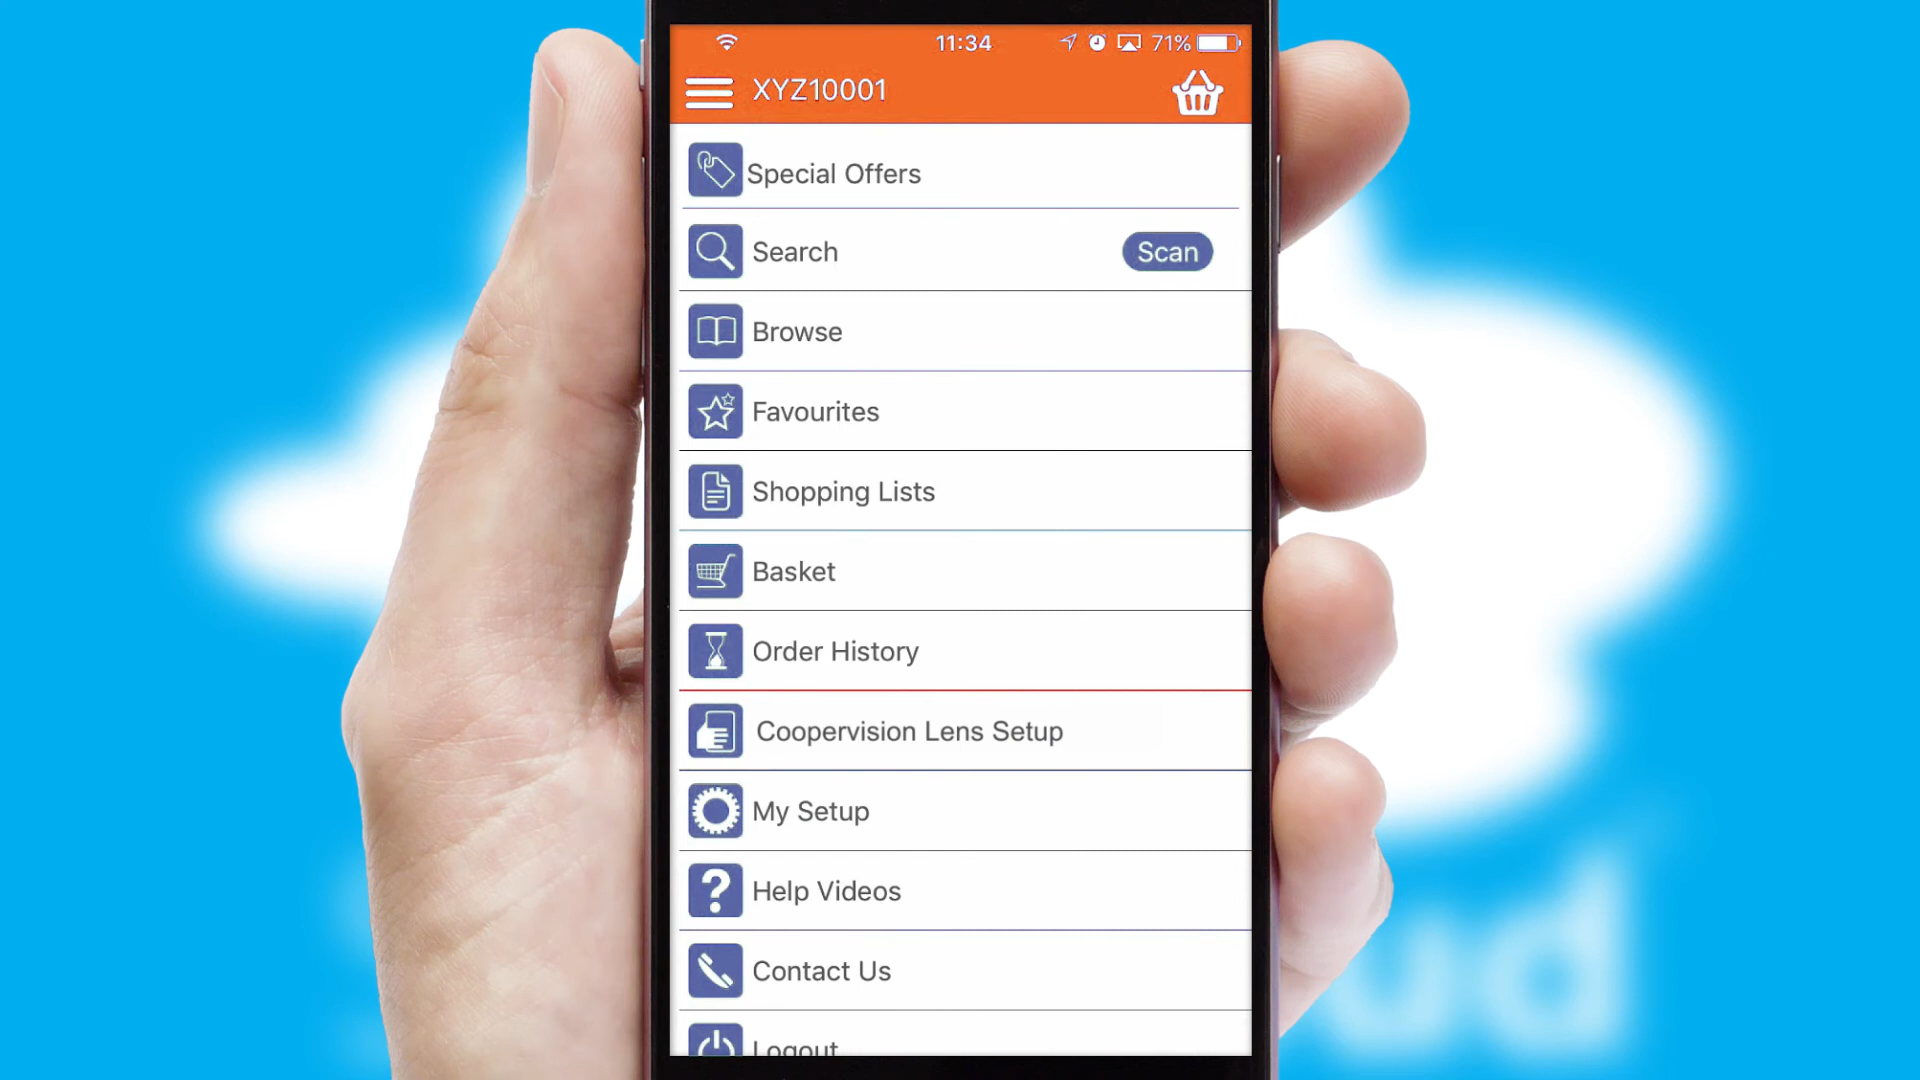 11:34
71%
XYZ10001
Special Offers
Search
Scan
Browse
Favourites
Shopping Lists
Basket
Order History
Coopervision Lens Setup
My Setup
Help Videos
Contact Us
Logout